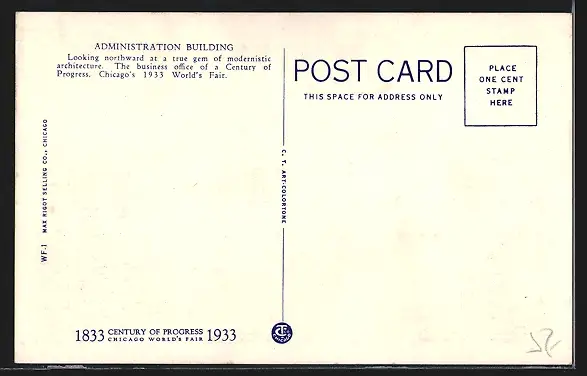 ADMINISTRATION BUILDING
Looking northward at a true gem of modernistic
architecture. The business office of a Century of
Progress. Chicago's 1933 World's Fair.
WF-1 MAX RIGOT SELLING CO., CHICAGO
C. T. ART-COLORTONE
1833 CENTURY OF PROGRESS 1933
CHICAGO WORLD'S FAIR
POST CARD
THIS SPACE FOR ADDRESS ONLY
PLACE
ONE CENT
STAMP
HERE